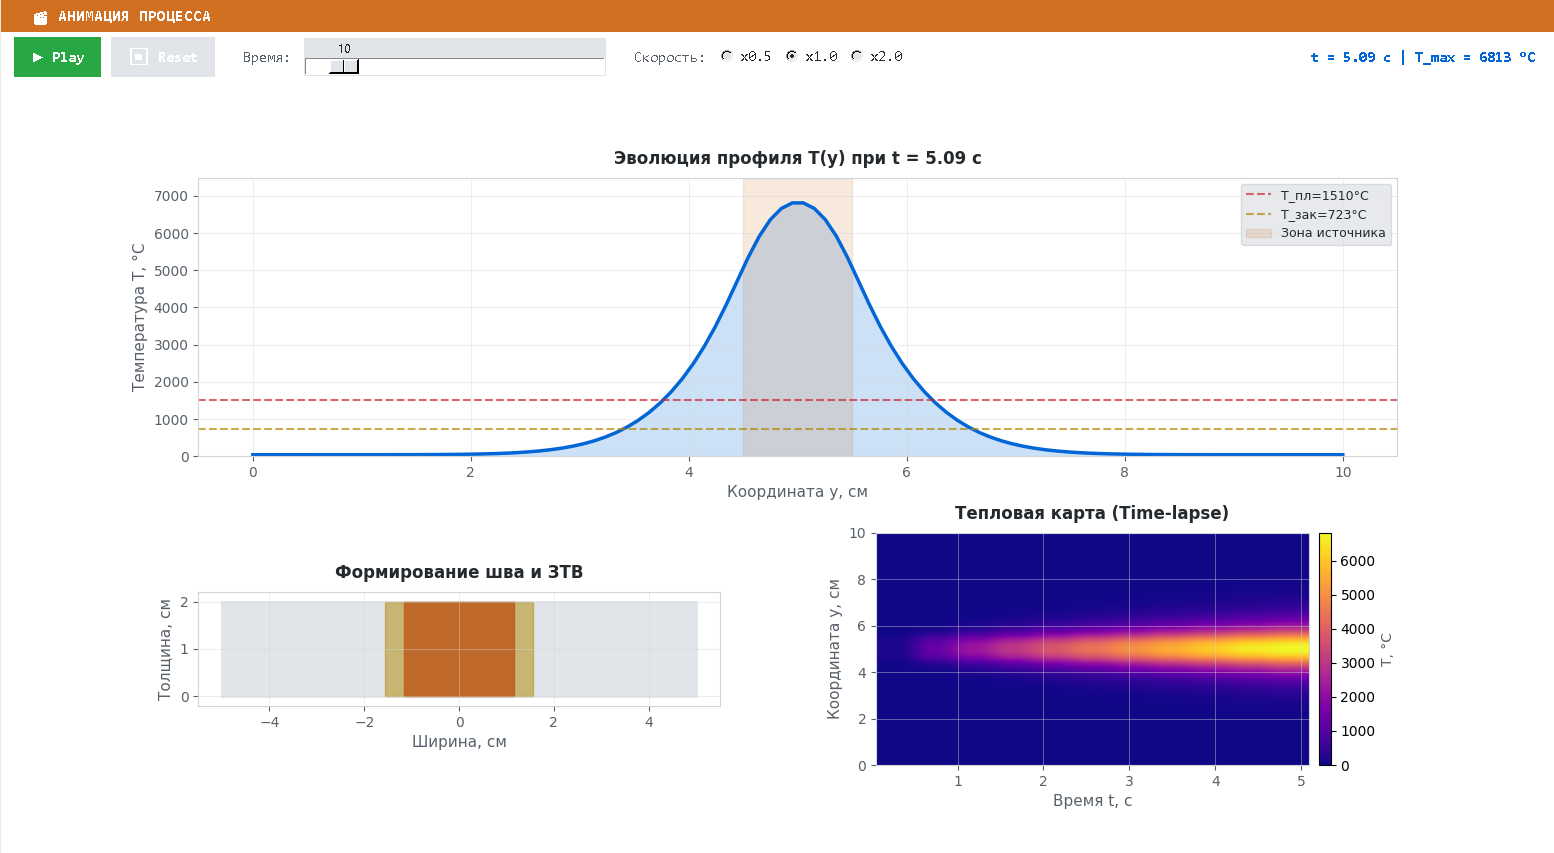 АНИМАЦИЯ ПРОЦЕССА
▶ Play
Reset
Время:
10
Скорость:
x0.5
x1.0
x2.0
t = 5.09 с | T_max = 6813 °C
Эволюция профиля T(y) при t = 5.09 с
Температура T, °C
7000
6000
5000
4000
3000
2000
1000
0
T_пл=1510°C
T_зак=723°C
Зона источника
0 2 4 6 8 10
Координата y, см
Формирование шва и ЗТВ
Толщина, см
2
1
0
−4 −2 0 2 4
Ширина, см
Тепловая карта (Time-lapse)
Координата y, см
10
8
6
4
2
0
1 2 3 4 5
Время t, с
6000
5000
4000
3000
2000
1000
0
T, °C